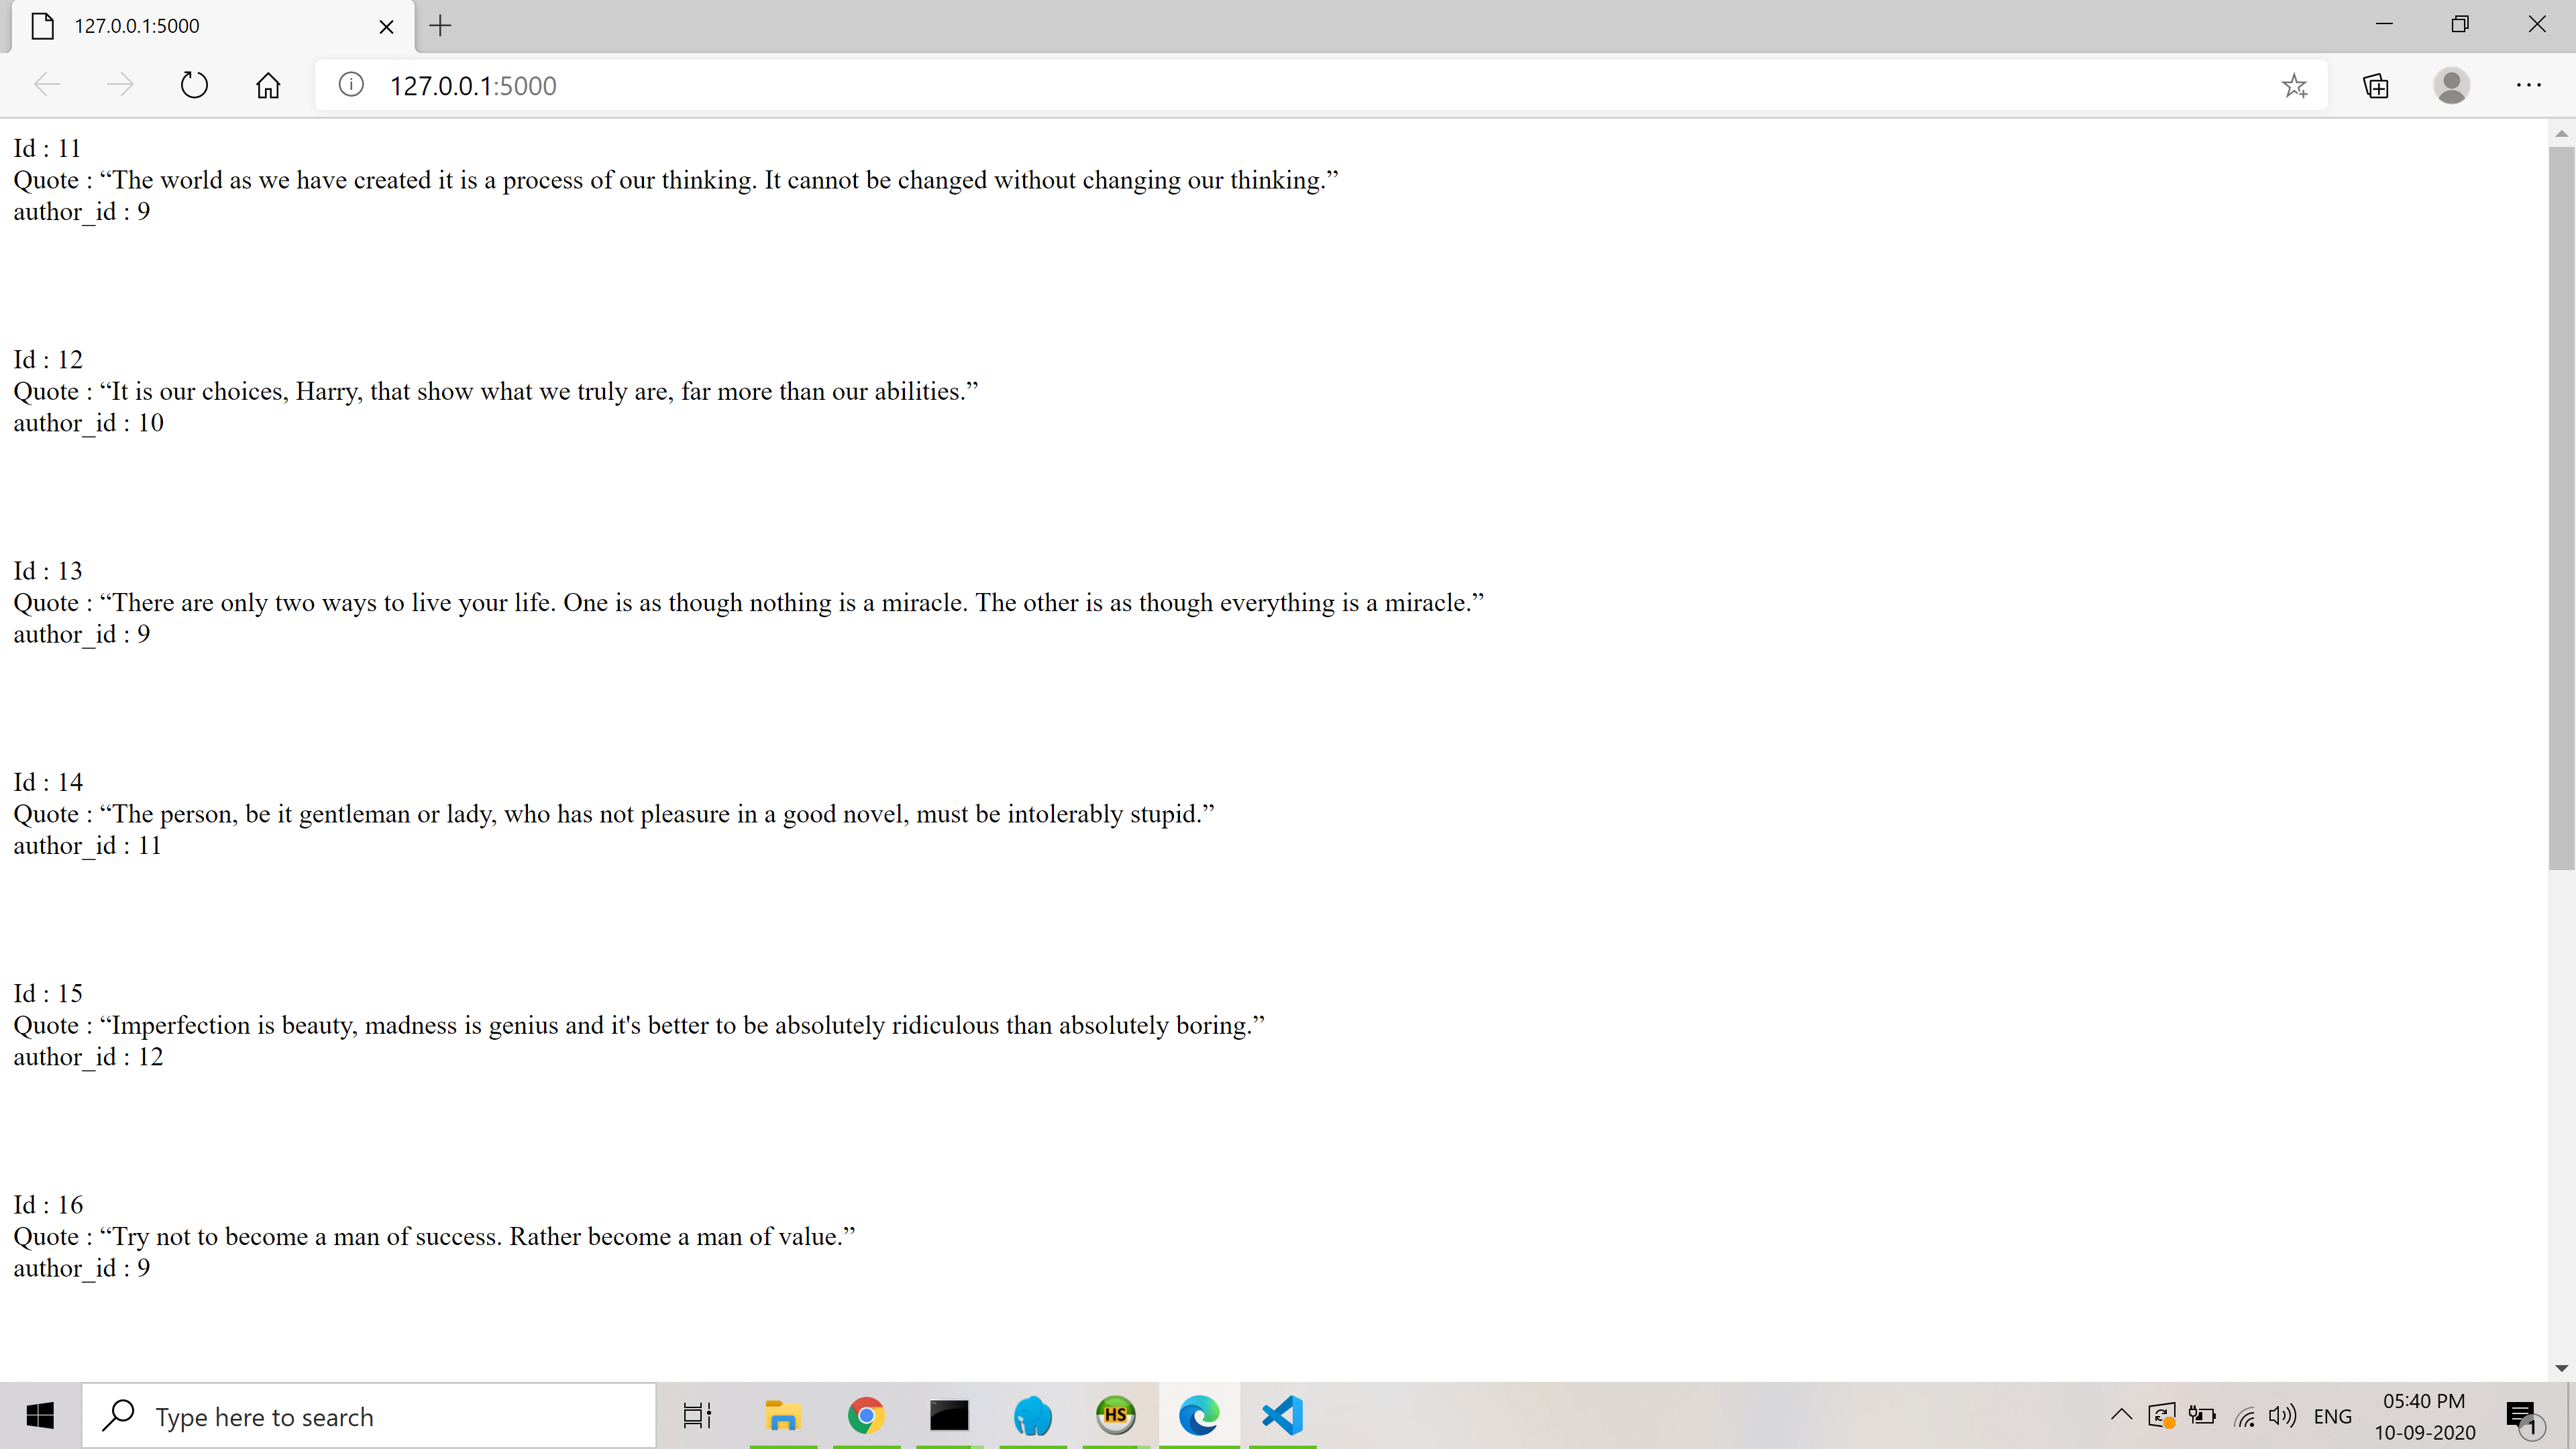 127.0.0.1:5000
127.0.0.1:5000
Id : 11
Quote : “The world as we have created it is a process of our thinking. It cannot be changed without changing our thinking.”
author_id : 9
Id : 12
Quote : “It is our choices, Harry, that show what we truly are, far more than our abilities.”
author_id : 10
Id : 13
Quote : “There are only two ways to live your life. One is as though nothing is a miracle. The other is as though everything is a miracle.”
author_id : 9
Id : 14
Quote : “The person, be it gentleman or lady, who has not pleasure in a good novel, must be intolerably stupid.”
author_id : 11
Id : 15
Quote : “Imperfection is beauty, madness is genius and it's better to be absolutely ridiculous than absolutely boring.”
author_id : 12
Id : 16
Quote : “Try not to become a man of success. Rather become a man of value.”
author_id : 9
Type here to search
HS
ENG
05:40 PM
10-09-2020
1